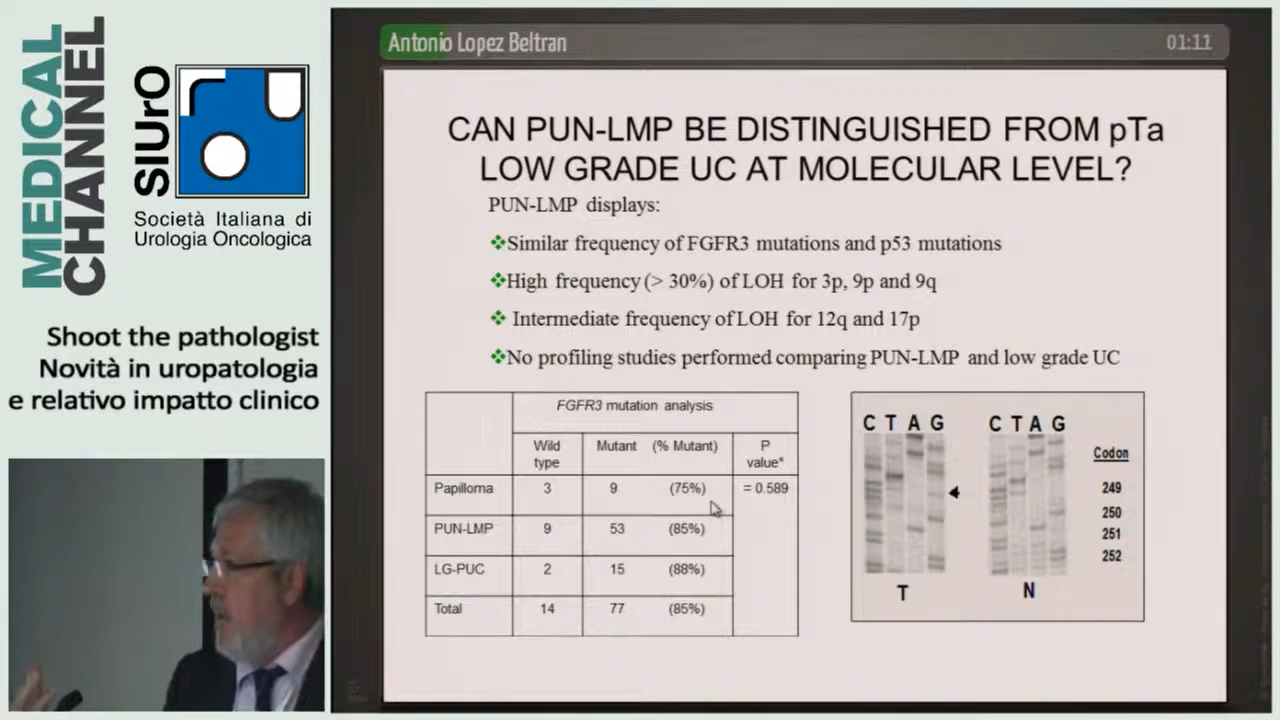 MEDICAL
CHANNEL
SIUrO
Società Italiana di
Urologia Oncologica
Shoot the pathologist
Novità in uropatologia
e relativo impatto clinico
Antonio Lopez Beltran
01:11
CAN PUN-LMP BE DISTINGUISHED FROM pTa
LOW GRADE UC AT MOLECULAR LEVEL?
PUN-LMP displays:
❖Similar frequency of FGFR3 mutations and p53 mutations
❖High frequency (> 30%) of LOH for 3p, 9p and 9q
❖ Intermediate frequency of LOH for 12q and 17p
❖No profiling studies performed comparing PUN-LMP and low grade UC
FGFR3 mutation analysis
Wild type Mutant (% Mutant) P value*
Papilloma 3 9 (75%) = 0.589
PUN-LMP 9 53 (85%)
LG-PUC 2 15 (88%)
Total 14 77 (85%)
C T A G C T A G
Codon
249
250
251
252
T N